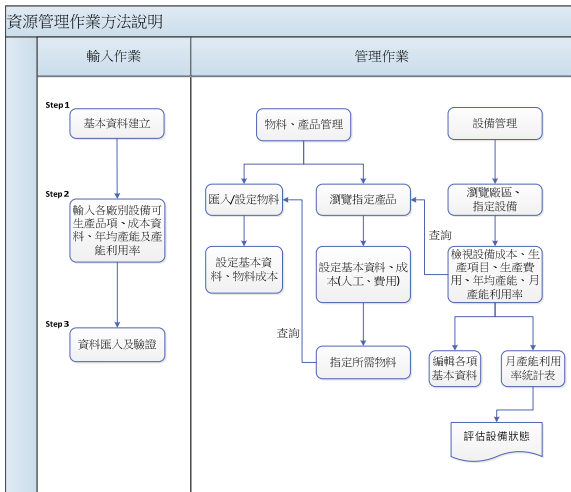 資源管理作業方法說明
輸入作業
管理作業
Step 1
基本資料建立
Step 2
輸入各廠別設備可
生產品項、成本資
料、年均產能及產
能利用率
Step 3
資料匯入及驗證
物料、產品管理
匯入/設定物料
瀏覽指定產品
設定基本資
料、物料成本
設定基本資料、成
本(人工、費用)
查詢
指定所需物料
設備管理
瀏覽廠區、
指定設備
查詢
檢視設備成本、生
產項目、生產費
用、年均產能、月
產能利用率
編輯各項
基本資料
月產能利用
率統計表
評估設備狀態